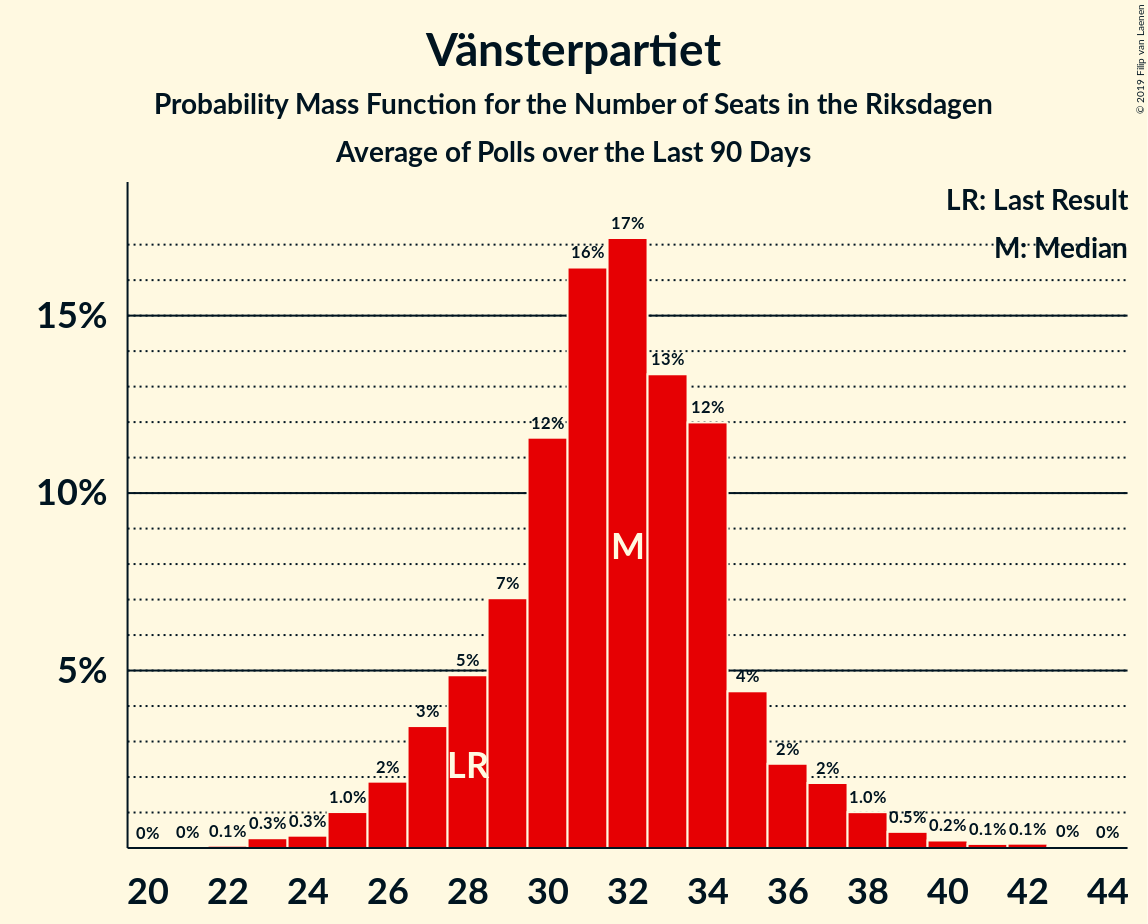 Vänsterpartiet
Probability Mass Function for the Number of Seats in the Riksdagen
Average of Polls over the Last 90 Days
© 2019 Filip van Laenen
LR: Last Result
M: Median
15%
10%
5%
0% 0% 0.1% 0.3% 0.3% 1.0% 2% 3% 5% 7% 12% 16% 17% 13% 12% 4% 2% 2% 1.0% 0.5% 0.2% 0.1% 0.1% 0% 0%
LR
M
20 22 24 26 28 30 32 34 36 38 40 42 44